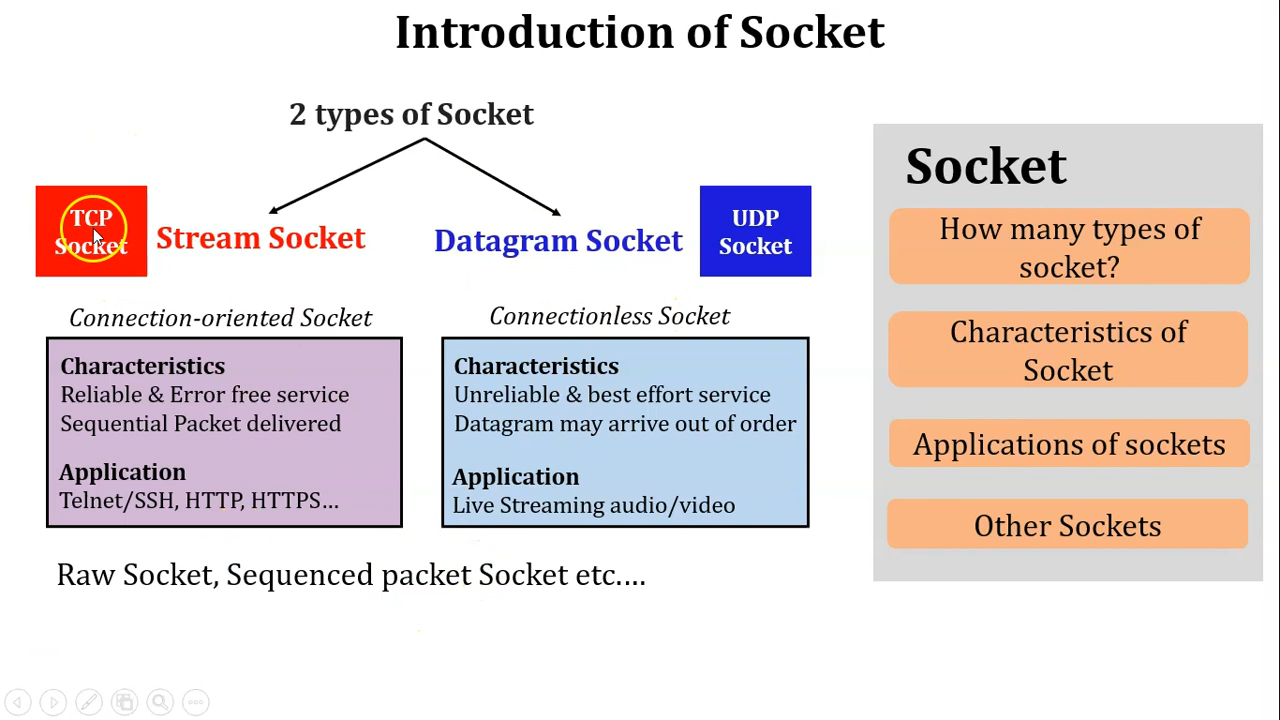 Introduction of Socket
2 types of Socket
TCP
Socket
Stream Socket
Datagram Socket
UDP
Socket
Connection-oriented Socket
Characteristics
Reliable & Error free service
Sequential Packet delivered
Application
Telnet/SSH, HTTP, HTTPS...
Connectionless Socket
Characteristics
Unreliable & best effort service
Datagram may arrive out of order
Application
Live Streaming audio/video
Raw Socket, Sequenced packet Socket etc....
Socket
How many types of
socket?
Characteristics of
Socket
Applications of sockets
Other Sockets